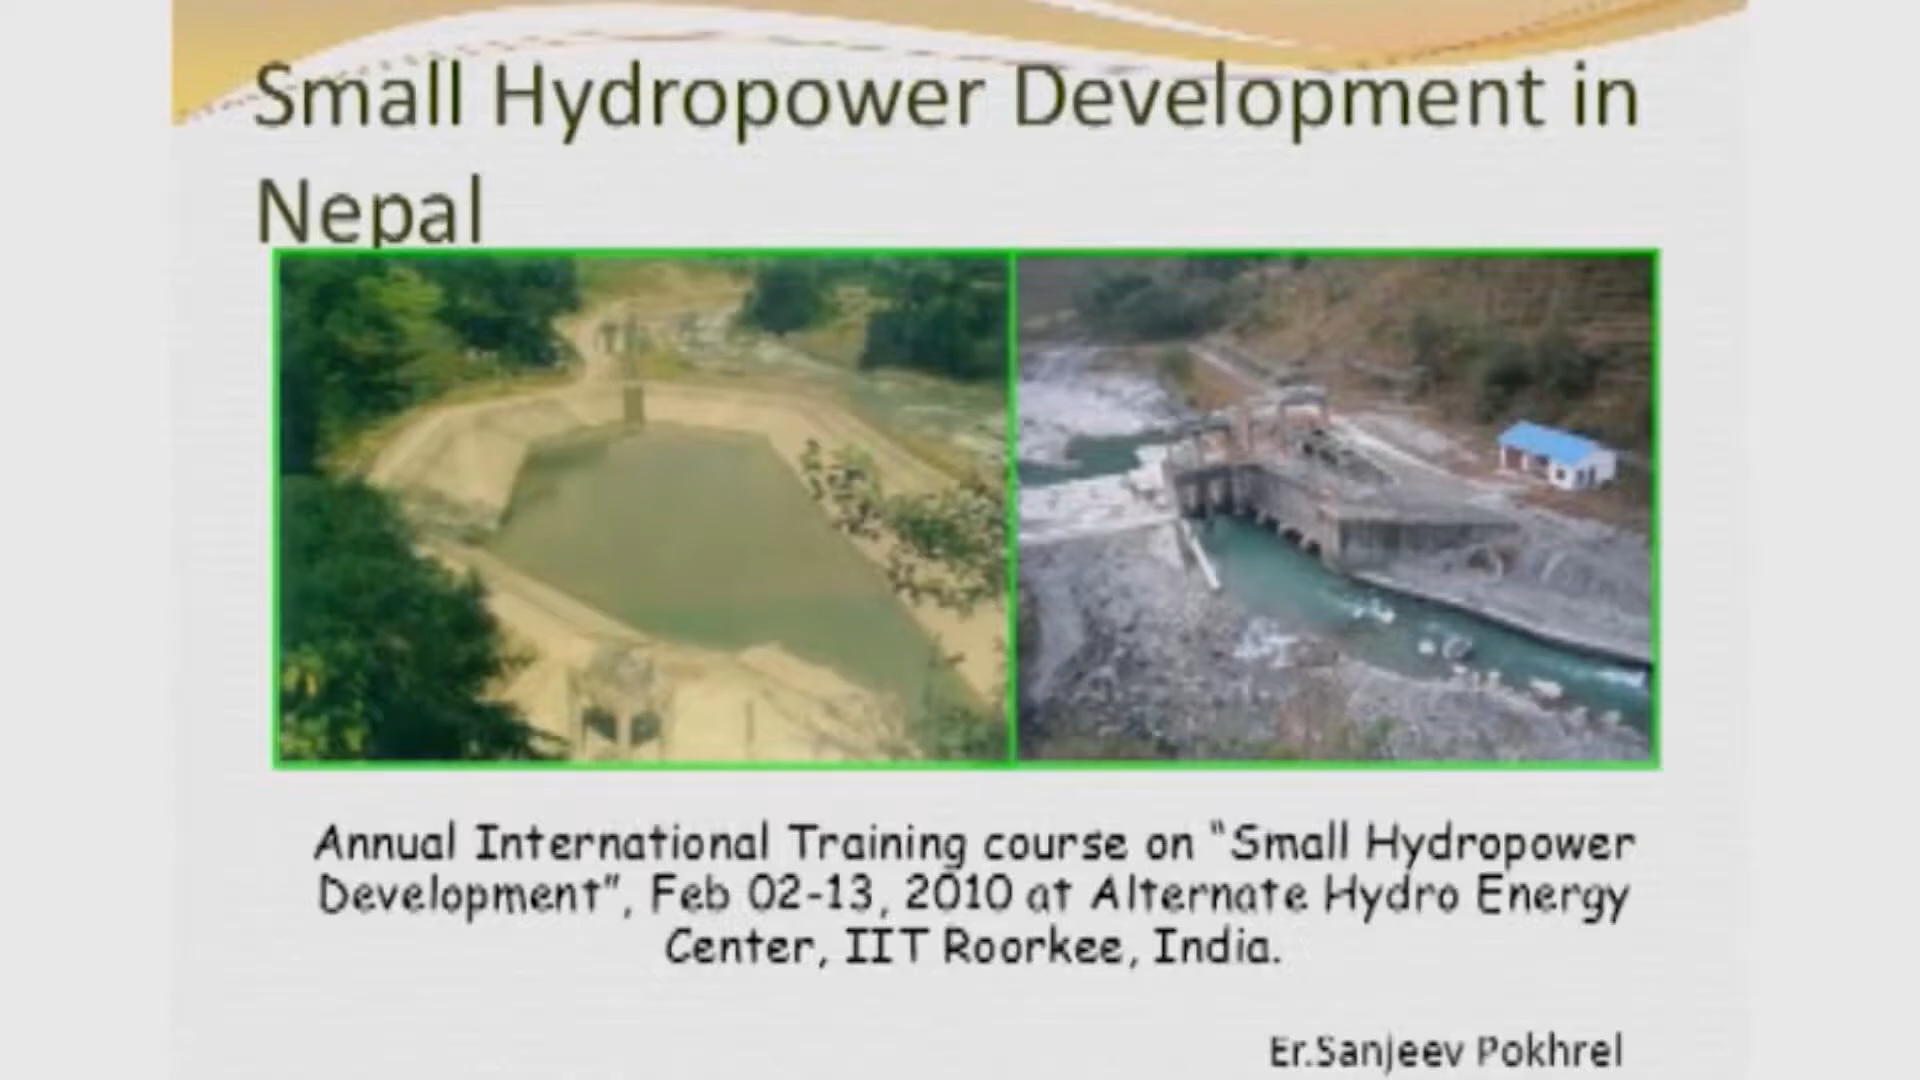 Small Hydropower Development in
Nepal
Annual International Training course on “Small Hydropower
Development”, Feb 02-13, 2010 at Alternate Hydro Energy
Center, IIT Roorkee, India.
Er.Sanjeev Pokhrel